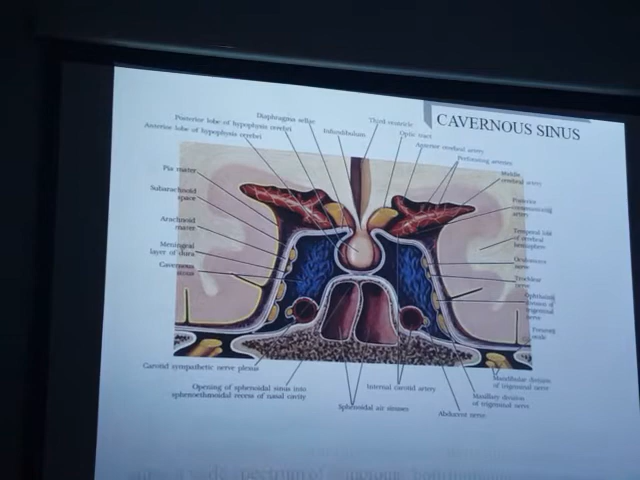 CAVERNOUS SINUS
Diaphragma sellae
Posterior lobe of hypophysis cerebri
Anterior lobe of hypophysis cerebri
Infundibulum
Third ventricle
Optic tract
Anterior cerebral artery
Perforating arteries
Middle
cerebral artery
Posterior
communicating
artery
Temporal lobe
of cerebral
hemisphere
Oculomotor
nerve
Trochlear
nerve
Ophthalmic
division of
trigeminal
nerve
Pia mater
Subarachnoid
space
Arachnoid
mater
Meningeal
layer of dura
Cavernous
sinus
Carotid sympathetic nerve plexus
Opening of sphenoidal sinus into
sphenoethmoidal recess of nasal cavity
Sphenoidal air sinuses
Internal carotid artery
Abducent nerve
Maxillary division
of trigeminal nerve
Mandibular division
of trigeminal nerve
spectrum of